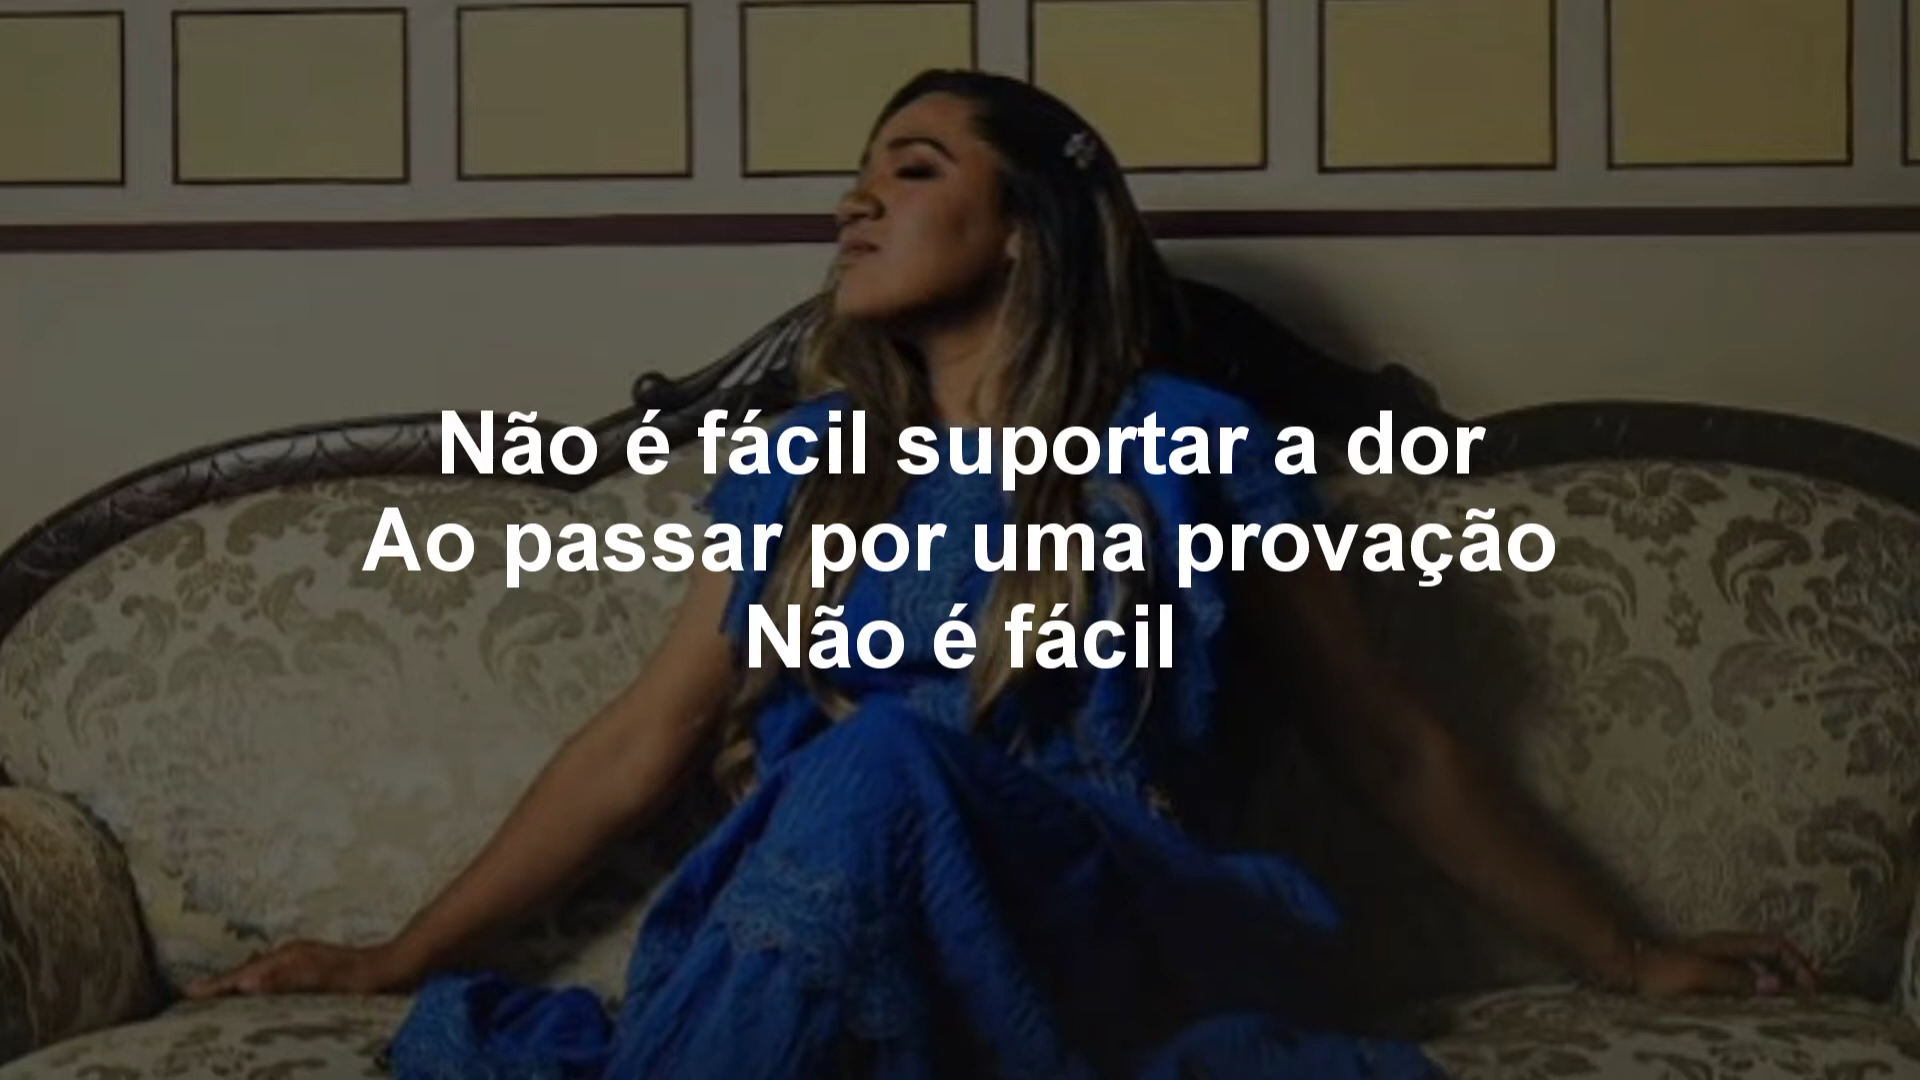 Não é fácil suportar a dor
Ao passar por uma provação
Não é fácil